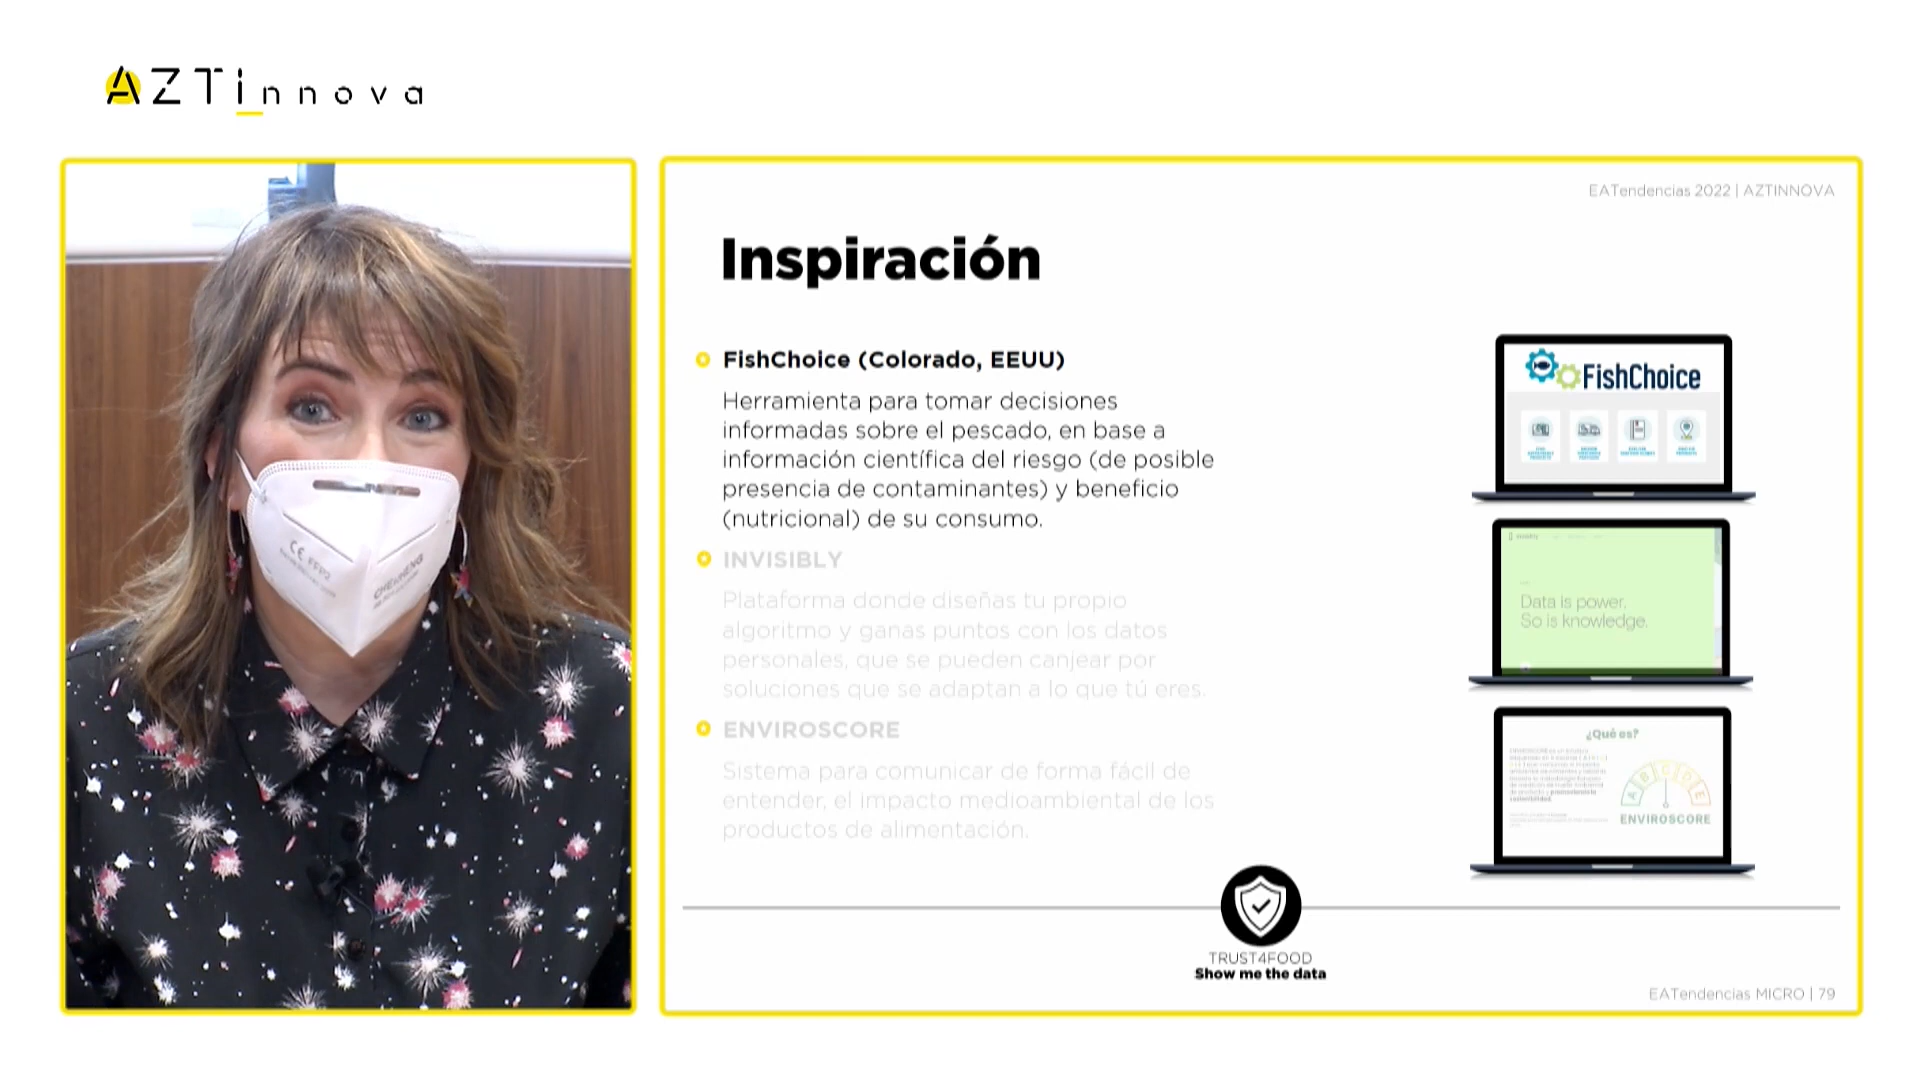 AZTInnova
EATendencias 2022 | AZTINNOVA
Inspiración
FishChoice (Colorado, EEUU)
Herramienta para tomar decisiones
informadas sobre el pescado, en base a
información científica del riesgo (de posible
presencia de contaminantes) y beneficio
(nutricional) de su consumo.
INVISIBLY
Plataforma donde diseñas tu propio
algoritmo y ganas puntos con los datos
personales, que se pueden canjear por
soluciones que se adaptan a lo que tú eres.
ENVIROSCORE
Sistema para comunicar de forma fácil de
entender, el impacto medioambiental de los
productos de alimentación.
FishChoice
Data is power.
So is knowledge.
¿Qué es?
A B C D E
ENVIROSCORE
TRUST4FOOD
Show me the data
EATendencias MICRO | 79
CE FFP2